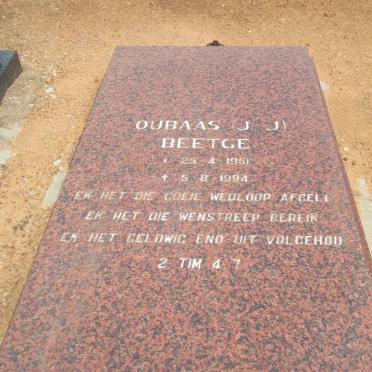 OUBAAS (J J)
BEETGE
* 25-4-1951
+ 5-8-1994
EK HET DIE GOEIE WEDLOOP AFGELÊ
EK HET DIE WENSTREEP BEREIK
EK HET GELOWIG END UIT VOLGEHOU
2 TIM 4 7